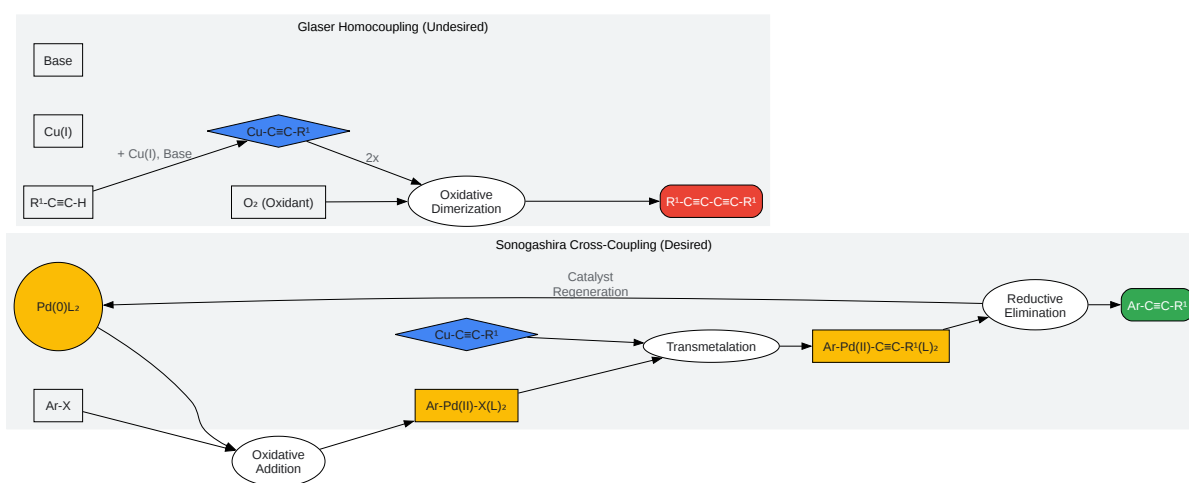 Glaser Homocoupling (Undesired)
Base
Cu(I)
Cu-C≡C-R¹
+ Cu(I), Base
2x
R¹-C≡C-H
O₂ (Oxidant)
Oxidative
Dimerization
R¹-C≡C-C≡C-R¹
Sonogashira Cross-Coupling (Desired)
Catalyst
Regeneration
Pd(0)L₂
Reductive
Elimination
Ar-C≡C-R¹
Cu-C≡C-R¹
Transmetalation
Ar-Pd(II)-C≡C-R¹(L)₂
Ar-X
Ar-Pd(II)-X(L)₂
Oxidative
Addition